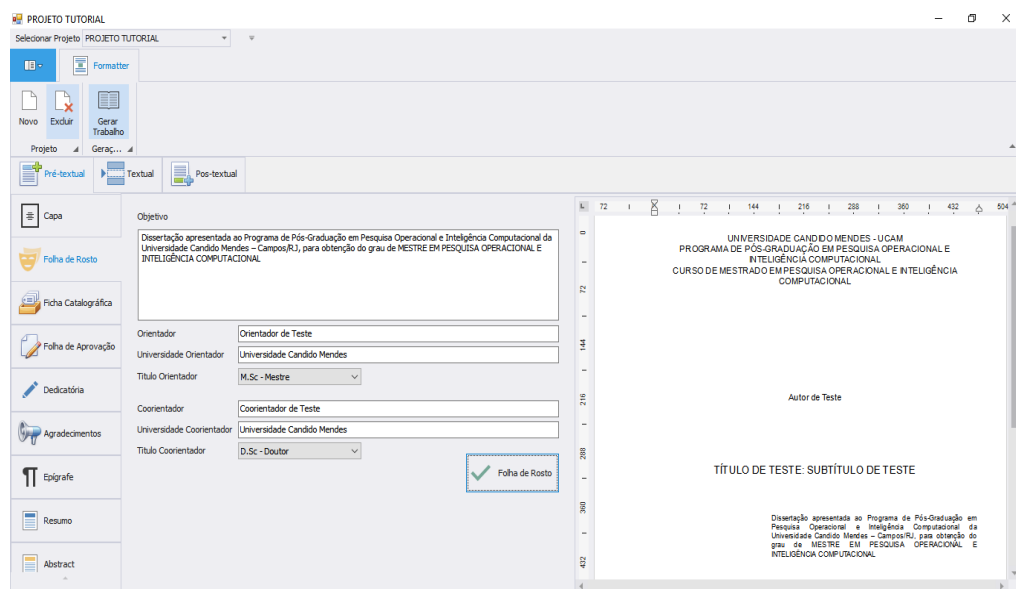 PROJETO TUTORIAL
Selecionar Projeto PROJETO TUTORIAL
Formatter
Novo Excluir Gerar Trabalho
Projeto Geraç...
Pré-textual Textual Pos-textual
Capa
Folha de Rosto
Ficha Catalográfica
Folha de Aprovação
Dedicatória
Agradecimentos
Epígrafe
Resumo
Abstract
Objetivo
Dissertação apresentada ao Programa de Pós-Graduação em Pesquisa Operacional e Inteligência Computacional da
Universidade Candido Mendes – Campos/RJ, para obtenção do grau de MESTRE EM PESQUISA OPERACIONAL E
INTELIGÊNCIA COMPUTACIONAL
Orientador Orientador de Teste
Universidade Orientador Universidade Candido Mendes
Titulo Orientador M.Sc - Mestre
Coorientador Coorientador de Teste
Universidade Coorientador Universidade Candido Mendes
Titulo Coorientador D.Sc - Doutor
Folha de Rosto
L 72 72 144 216 288 360 432 504
72
144
216
288
360
432
UNIVERSIDADE CANDIDO MENDES - UCAM
PROGRAMA DE PÓS-GRADUAÇÃO EM PESQUISA OPERACIONAL E
INTELIGÊNCIA COMPUTACIONAL
CURSO DE MESTRADO EM PESQUISA OPERACIONAL E INTELIGÊNCIA
COMPUTACIONAL
Autor de Teste
TÍTULO DE TESTE: SUBTÍTULO DE TESTE
Dissertação apresentada ao Programa de Pós-Graduação em
Pesquisa Operacional e Inteligência Computacional da
Universidade Candido Mendes – Campos/RJ, para obtenção do
grau de MESTRE EM PESQUISA OPERACIONAL E
INTELIGÊNCIA COMPUTACIONAL